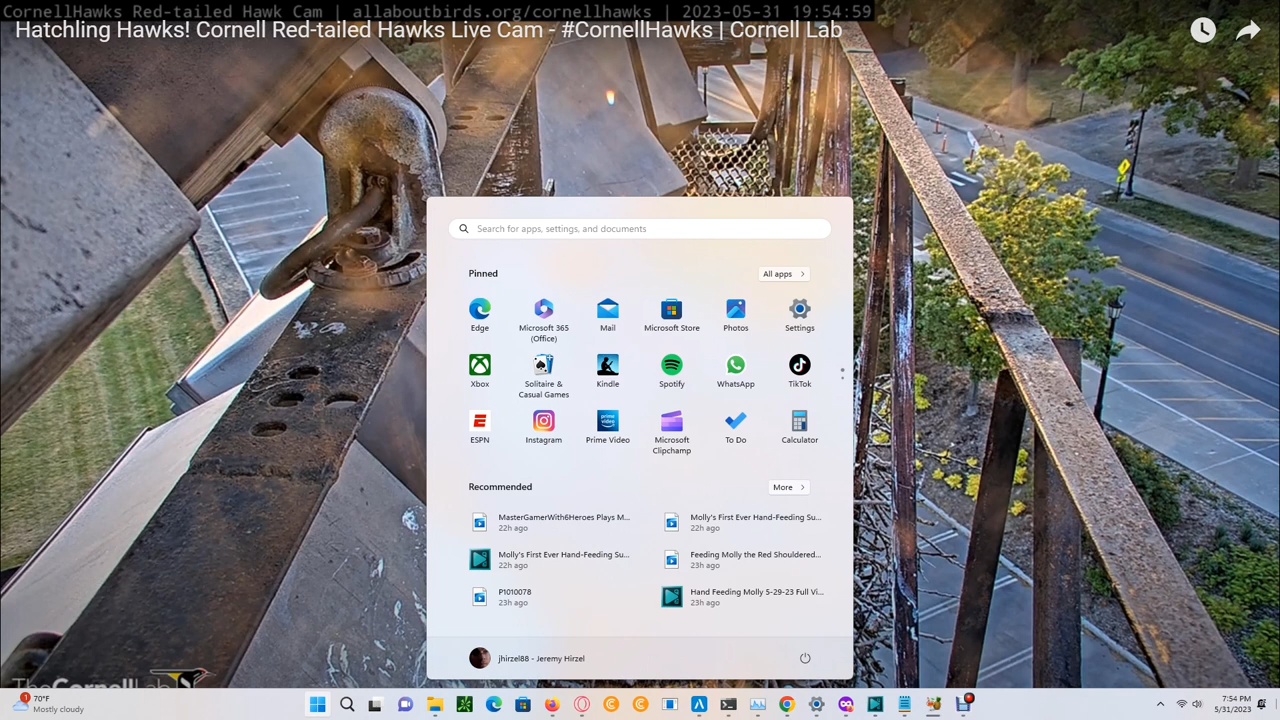 CornellHawks Red-tailed Hawk Cam | allaboutbirds.org/cornellhawks | 2023-05-31 19:54:59
Hatchling Hawks! Cornell Red-tailed Hawks Live Cam - #CornellHawks | Cornell Lab
Search for apps, settings, and documents
Pinned
All apps
Edge
Microsoft 365
(Office)
Mail
Microsoft Store
Photos
Settings
Xbox
Solitaire &
Casual Games
Kindle
Spotify
WhatsApp
TikTok
ESPN
Instagram
prime
video
Prime Video
Microsoft
Clipchamp
To Do
Calculator
Recommended
More
MasterGamerWith6Heroes Plays M...
22h ago
Molly's First Ever Hand-Feeding Su...
22h ago
Molly's First Ever Hand-Feeding Su...
22h ago
Feeding Molly the Red Shouldered...
23h ago
P1010078
23h ago
Hand Feeding Molly 5-29-23 Full Vi...
23h ago
jhirzel88 - Jeremy Hirzel
TheCornellLab
1
70°F
Mostly cloudy
7:54 PM
5/31/2023